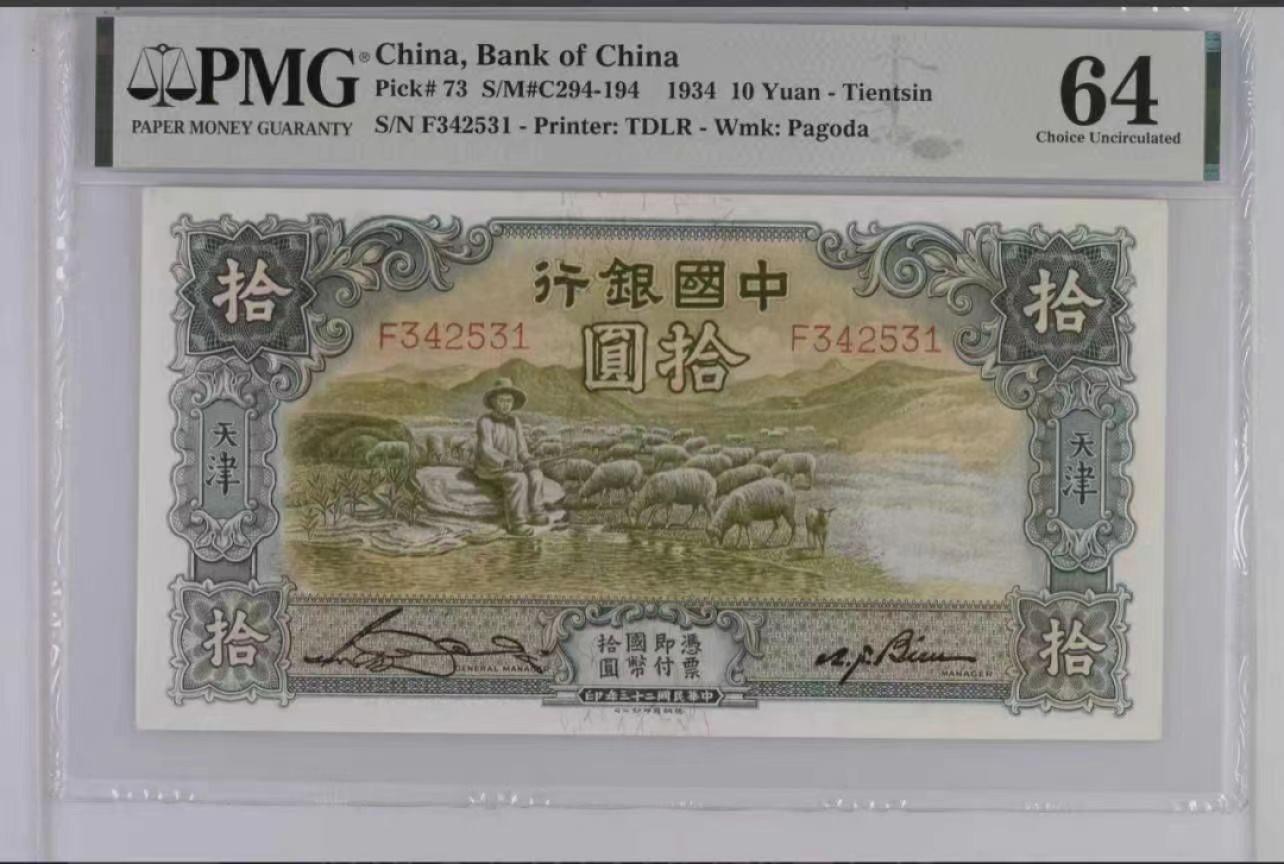 PMG® China, Bank of China
Pick# 73 S/M#C294-194 1934 10 Yuan - Tientsin
PAPER MONEY GUARANTY S/N F342531 - Printer: TDLR - Wmk: Pagoda
64
Choice Uncirculated
行銀國中
拾 拾
F342531 圓拾 F342531
天津 天津
拾 拾
憑票
即付
國幣
拾圓
GENERAL MANAGER
MANAGER
印年三十二國民華中